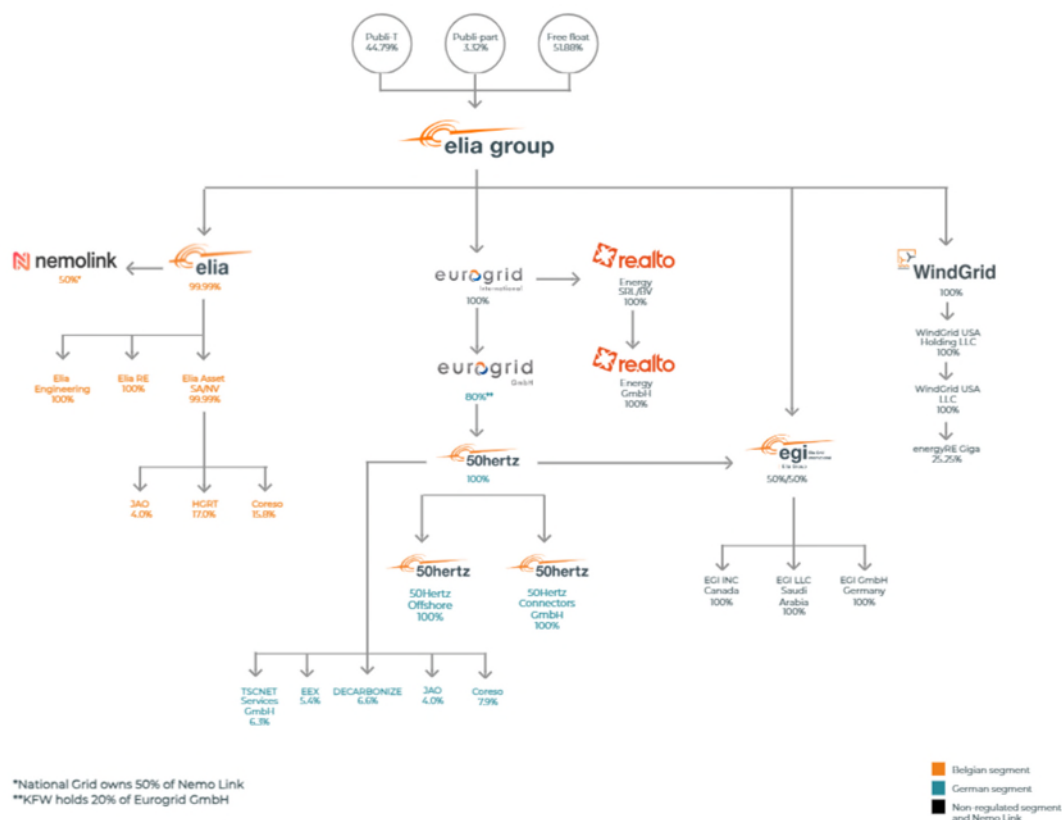 Publi-T
44.79%
Publi-part
3.32%
Free float
51.88%
elia group
nemolink
50%*
elia
99.99%
eurogrid
International
100%
re.alto
Energy
SRL/BV
100%
WindGrid
100%
WindGrid USA
Holding LLC
100%
WindGrid USA
LLC
100%
energyRE Giga
25.25%
Elia
Engineering
100%
Elia RE
100%
Elia Asset
SA/NV
99.99%
eurogrid
GmbH
80%**
re.alto
Energy
GmbH
100%
50hertz
100%
egi
50%/50%
JAO
4.0%
HGRT
17.0%
Coreso
15.8%
50hertz
50Hertz
Offshore
100%
50hertz
50Hertz
Connectors
GmbH
100%
EGI INC
Canada
100%
EGI LLC
Saudi
Arabia
100%
EGI GmbH
Germany
100%
TSCNET
Services
GmbH
6.3%
EEX
5.4%
DECARBONIZE
6.6%
JAO
4.0%
Coreso
7.9%
*National Grid owns 50% of Nemo Link
**KFW holds 20% of Eurogrid GmbH
Belgian segment
German segment
Non-regulated segment
and Nemo Link